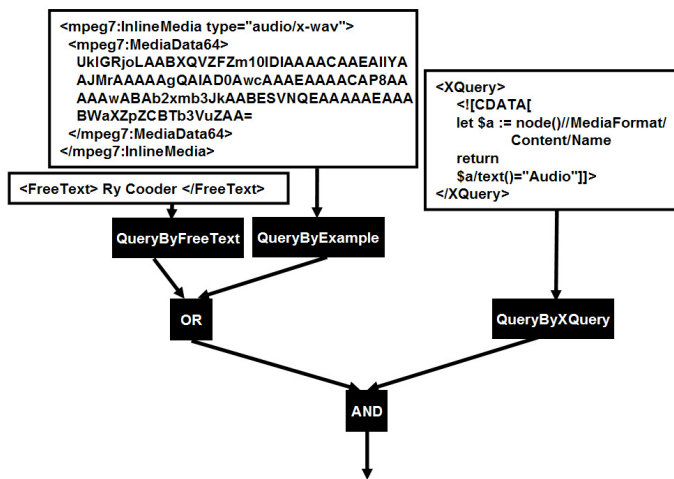 <mpeg7:InlineMedia type="audio/x-wav">
<mpeg7:MediaData64>
UklGRjoLAABXQVZFZm10IDIAAAACAAEAIlYA
AJMrAAAAAgQAIAD0AwcAAAEAAAACAP8AA
AAAwABAb2xmb3JkAABESVNQEAAAAAEAAA
BWaXZpZCBTb3VuZAA=
</mpeg7:MediaData64>
</mpeg7:InlineMedia>
<XQuery>
<![CDATA[
let $a := node()//MediaFormat/
Content/Name
return
$a/text()="Audio"]]>
</XQuery>
<FreeText> Ry Cooder </FreeText>
QueryByFreeText
QueryByExample
OR
QueryByXQuery
AND